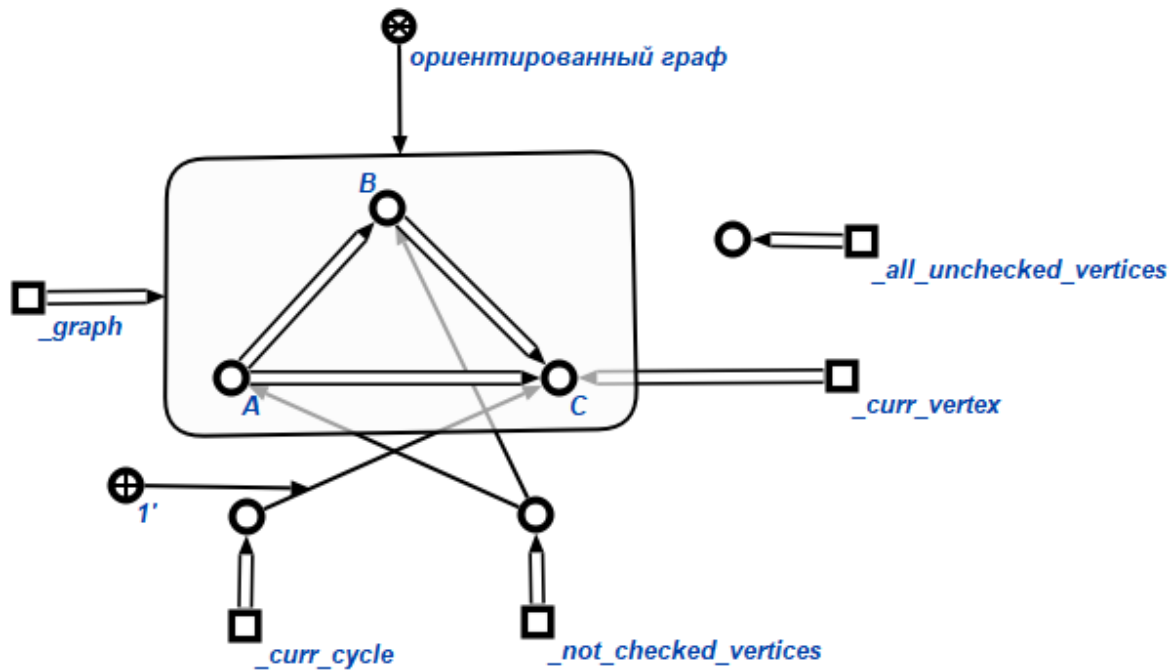 ориентированный граф
B
_all_unchecked_vertices
_graph
A
C
_curr_vertex
1'
_curr_cycle
_not_checked_vertices